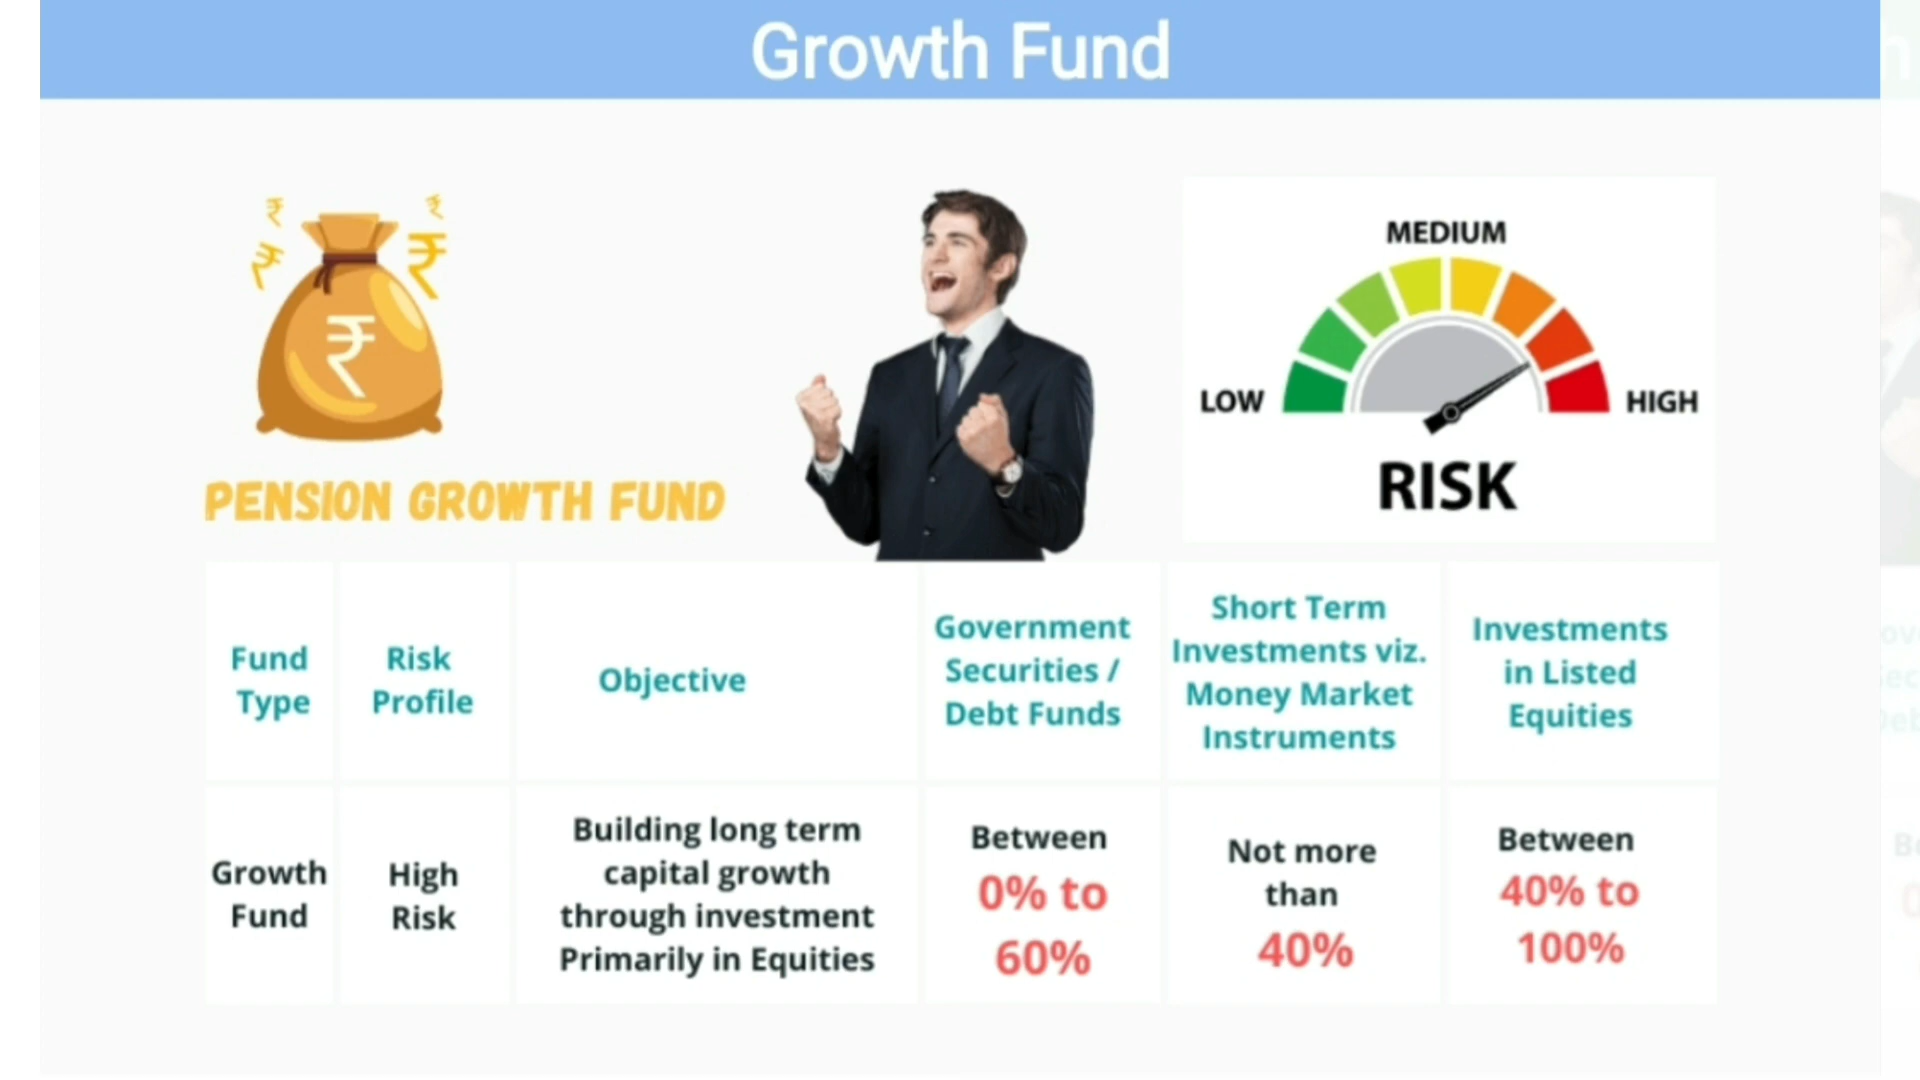 Growth Fund
₹
₹
₹
₹
₹
PENSION GROWTH FUND
MEDIUM
LOW
HIGH
RISK
Fund
Type
Risk
Profile
Objective
Government
Securities /
Debt Funds
Short Term
Investments viz.
Money Market
Instruments
Investments
in Listed
Equities
Growth
Fund
High
Risk
Building long term
capital growth
through investment
Primarily in Equities
Between
0% to
60%
Not more
than
40%
Between
40% to
100%